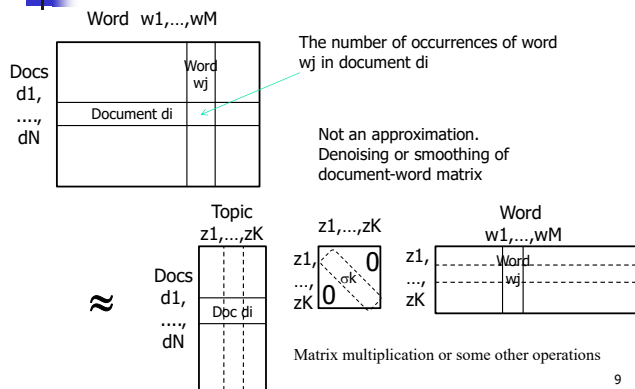 Word w1,…,wM
The number of occurrences of word
wj in document di
Docs
d1,
….,
dN
Word
wj
Document di
Not an approximation.
Denoising or smoothing of
document-word matrix
Topic
z1,…,zK
z1,…,zK
Word
w1,…,wM
≈
Docs
d1,
….,
dN
Doc di
z1,
…,
zK
0
σk
0
z1,
…,
zK
Word
wj
Matrix multiplication or some other operations
9